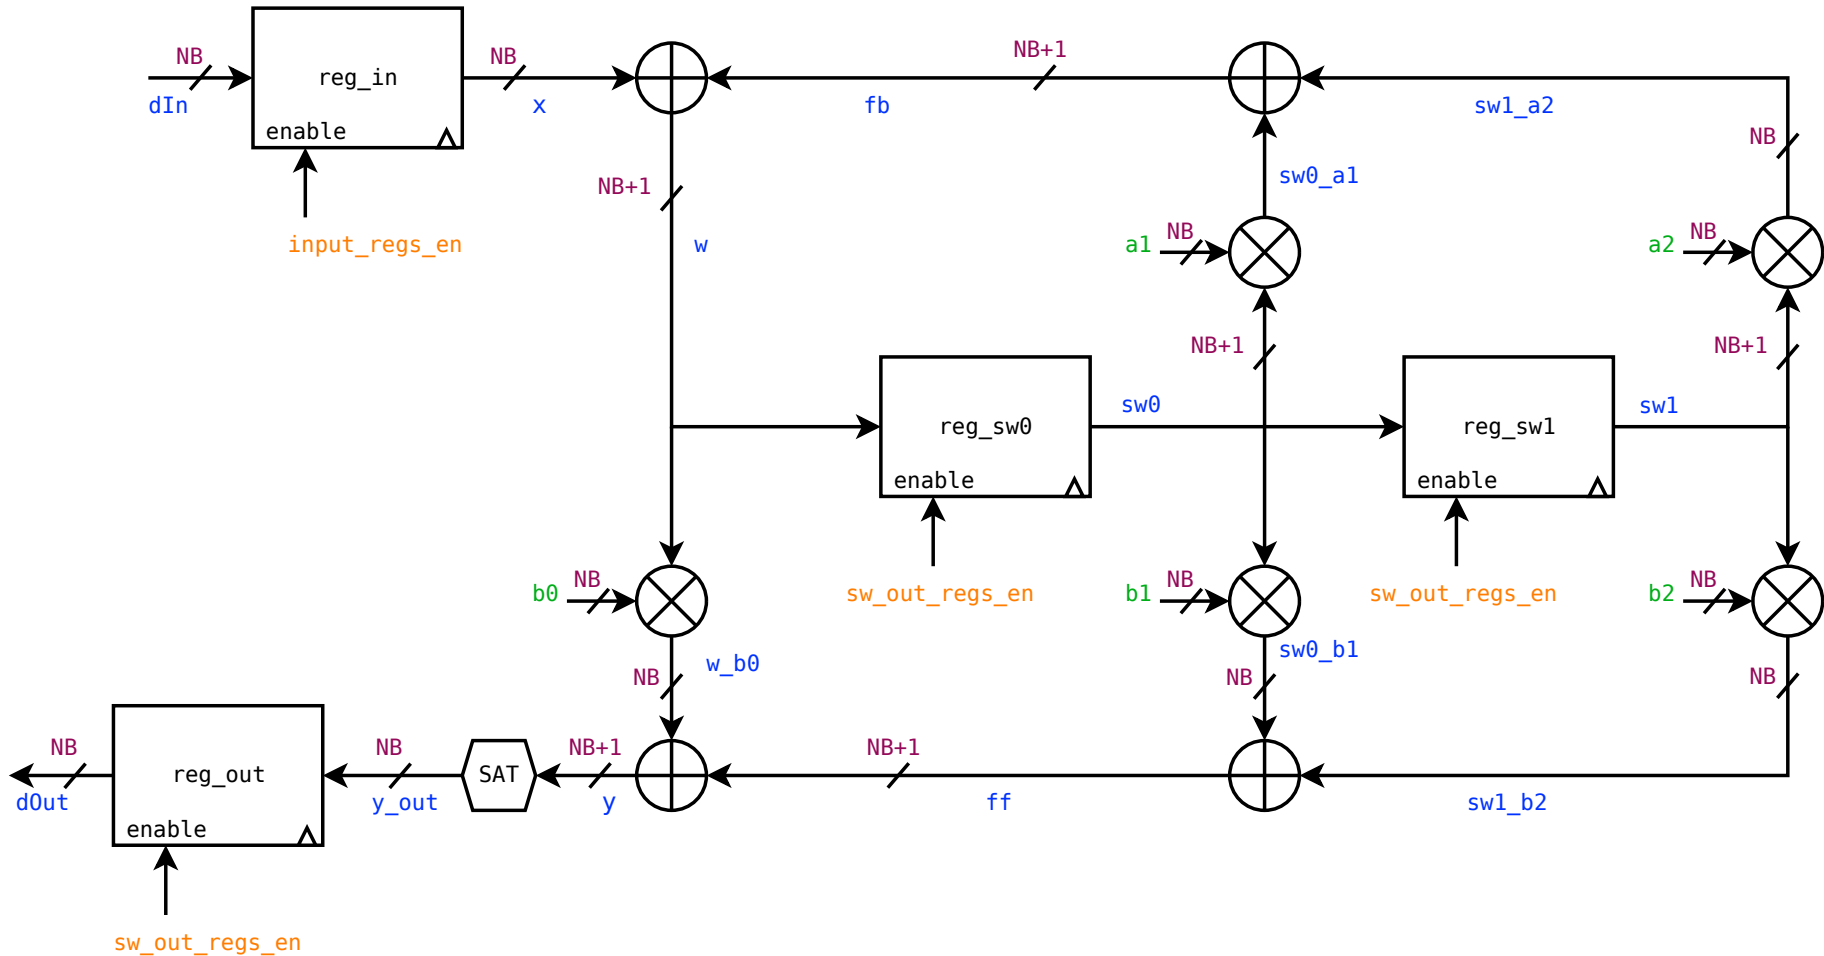 NB
reg_in
NB
NB+1
dIn
x
fb
sw1_a2
enable
NB
input_regs_en
NB+1
w
sw0_a1
a1
NB
a2
NB
NB+1
NB+1
sw0
sw1
reg_sw0
reg_sw1
enable
enable
b0
NB
sw_out_regs_en
b1
NB
sw_out_regs_en
b2
NB
w_b0
sw0_b1
NB
NB
NB
NB
reg_out
NB
SAT
NB+1
NB+1
dOut
y_out
y
ff
sw1_b2
enable
sw_out_regs_en